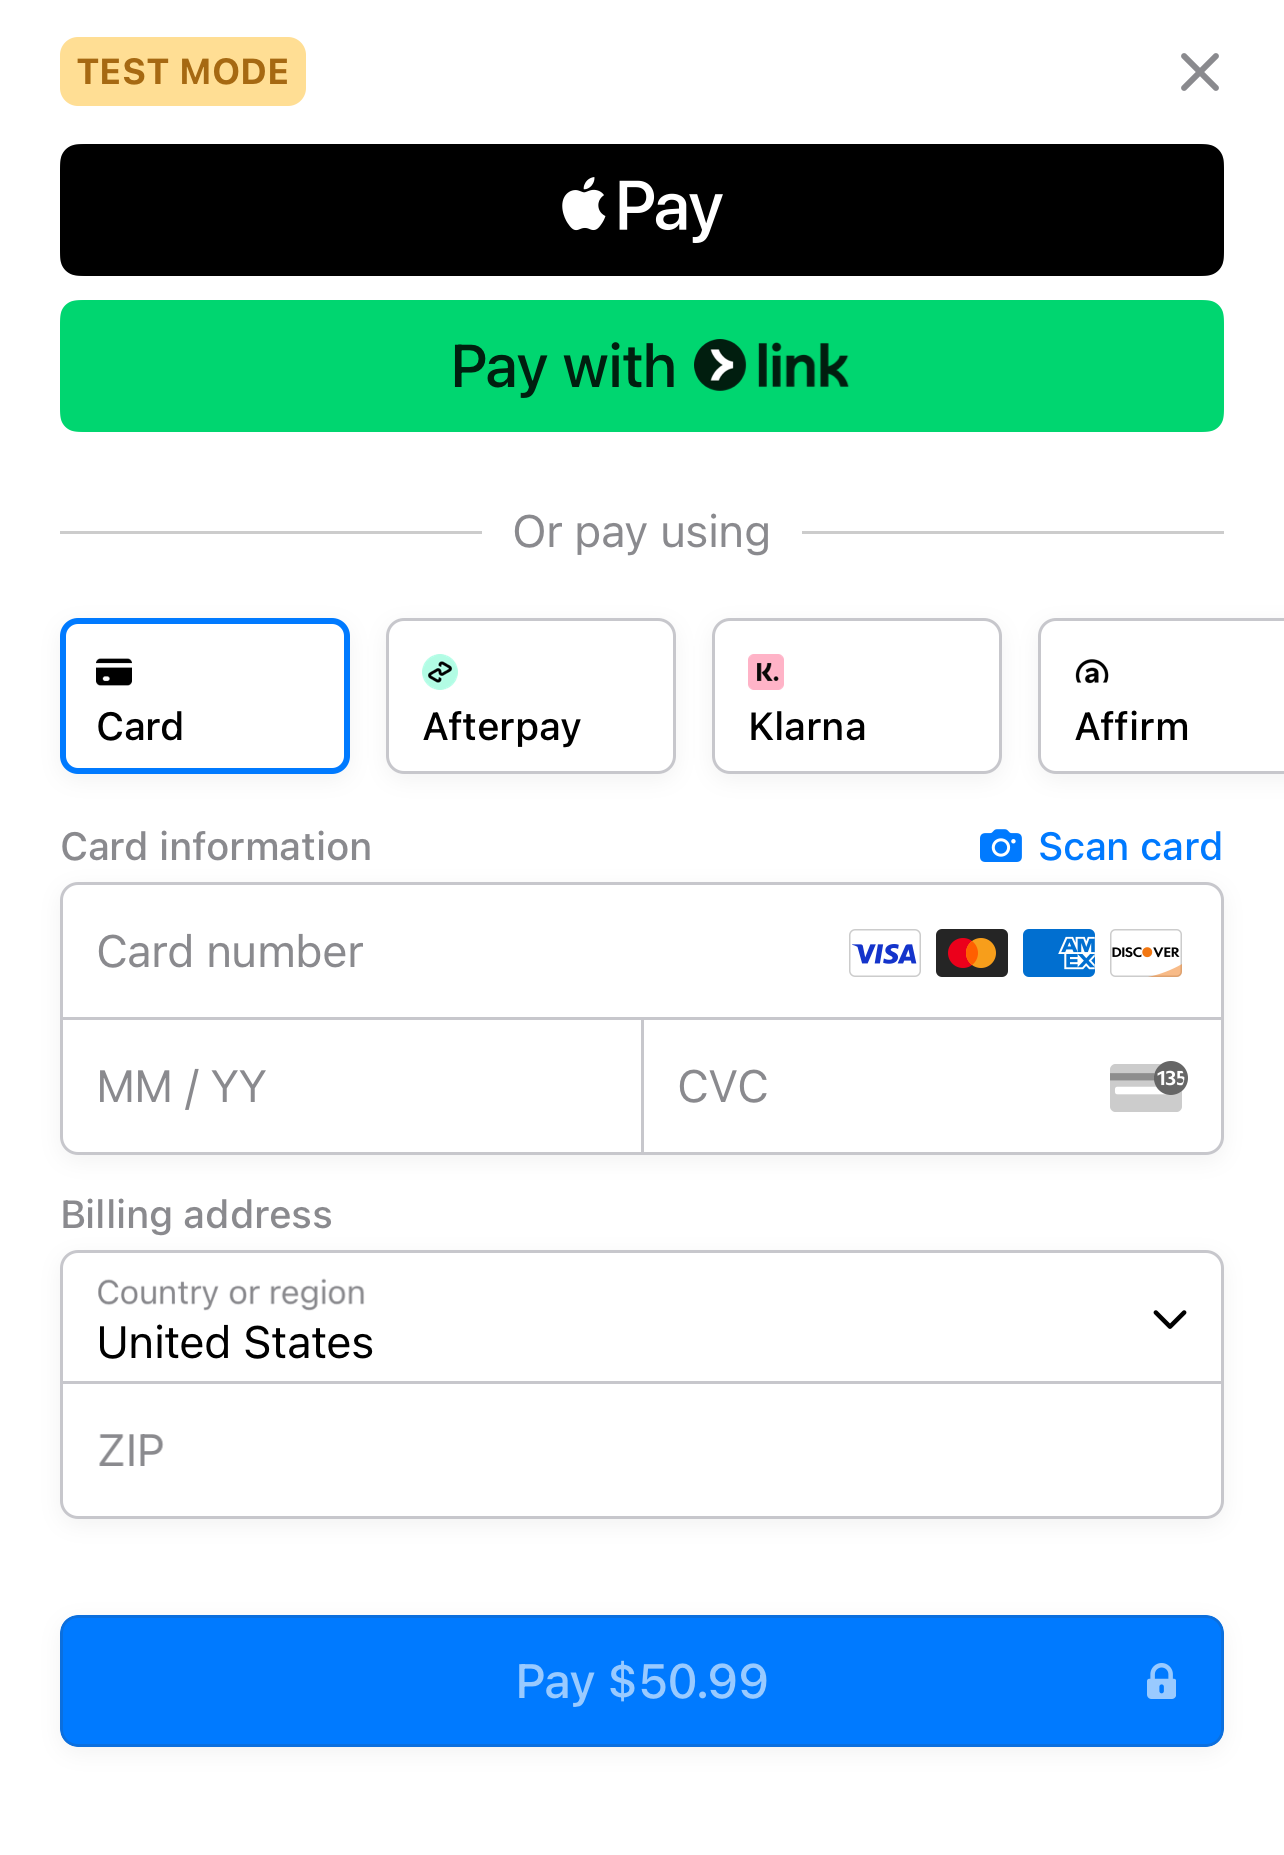 TEST MODE
Pay
Pay with link
Or pay using
Card
Afterpay
K.
Klarna
a
Affirm
Card information
Scan card
Card number
VISA
AM
EX
DISCOVER
MM / YY
CVC
135
Billing address
Country or region
United States
ZIP
Pay $50.99